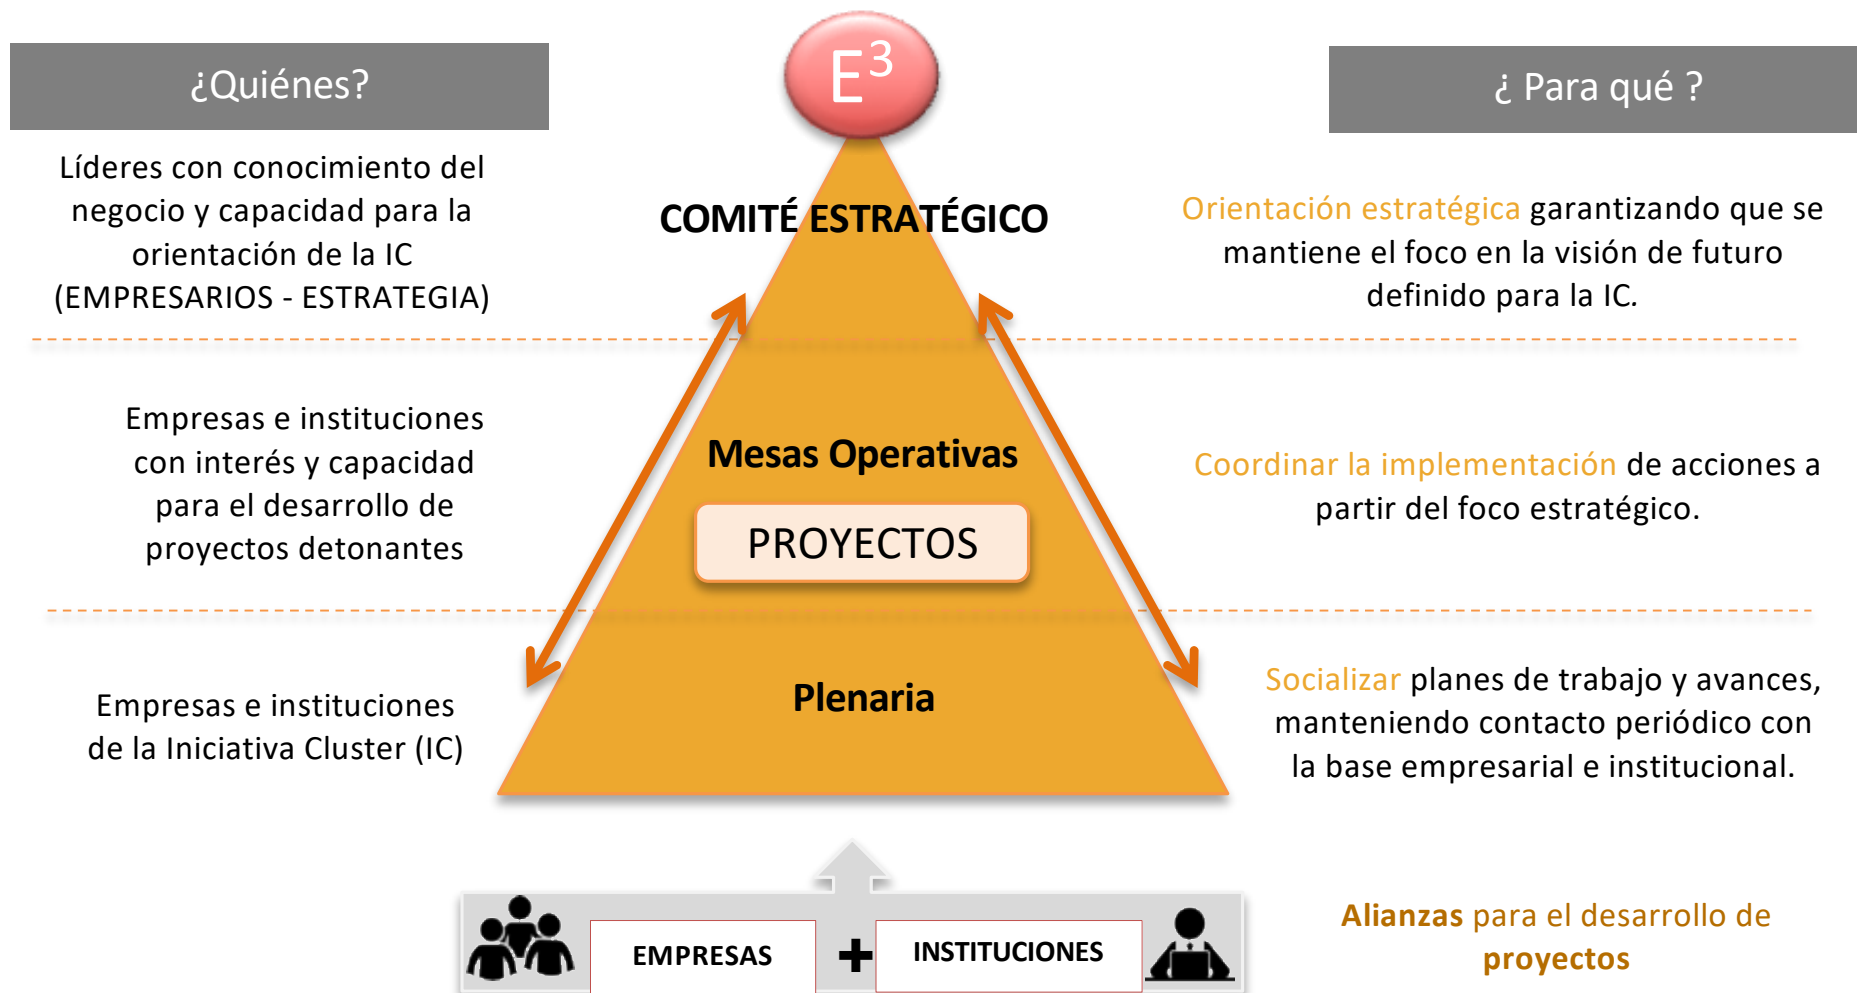 E³
¿Quiénes?
¿ Para qué ?
Líderes con conocimiento del
negocio y capacidad para la
orientación de la IC
(EMPRESARIOS - ESTRATEGIA)
COMITÉ ESTRATÉGICO
Orientación estratégica garantizando que se
mantiene el foco en la visión de futuro
definido para la IC.
Empresas e instituciones
con interés y capacidad
para el desarrollo de
proyectos detonantes
Mesas Operativas
PROYECTOS
Coordinar la implementación de acciones a
partir del foco estratégico.
Empresas e instituciones
de la Iniciativa Cluster (IC)
Plenaria
Socializar planes de trabajo y avances,
manteniendo contacto periódico con
la base empresarial e institucional.
EMPRESAS
+
INSTITUCIONES
Alianzas para el desarrollo de
proyectos